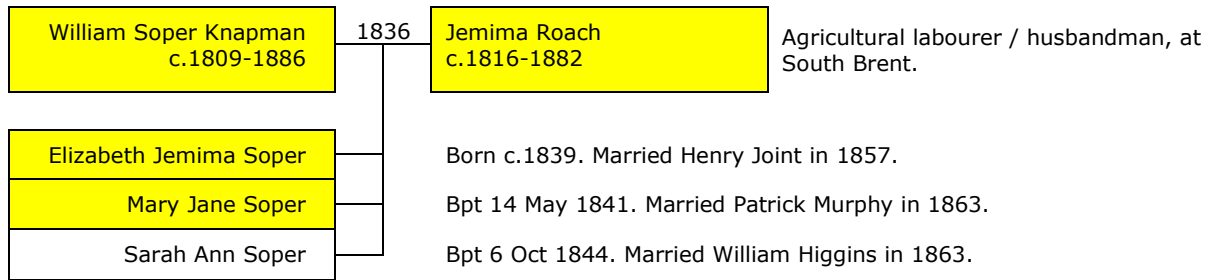 William Soper Knapman
c.1809-1886
1836
Jemima Roach
c.1816-1882
Agricultural labourer / husbandman, at
South Brent.
Elizabeth Jemima Soper
Born c.1839. Married Henry Joint in 1857.
Mary Jane Soper
Bpt 14 May 1841. Married Patrick Murphy in 1863.
Sarah Ann Soper
Bpt 6 Oct 1844. Married William Higgins in 1863.